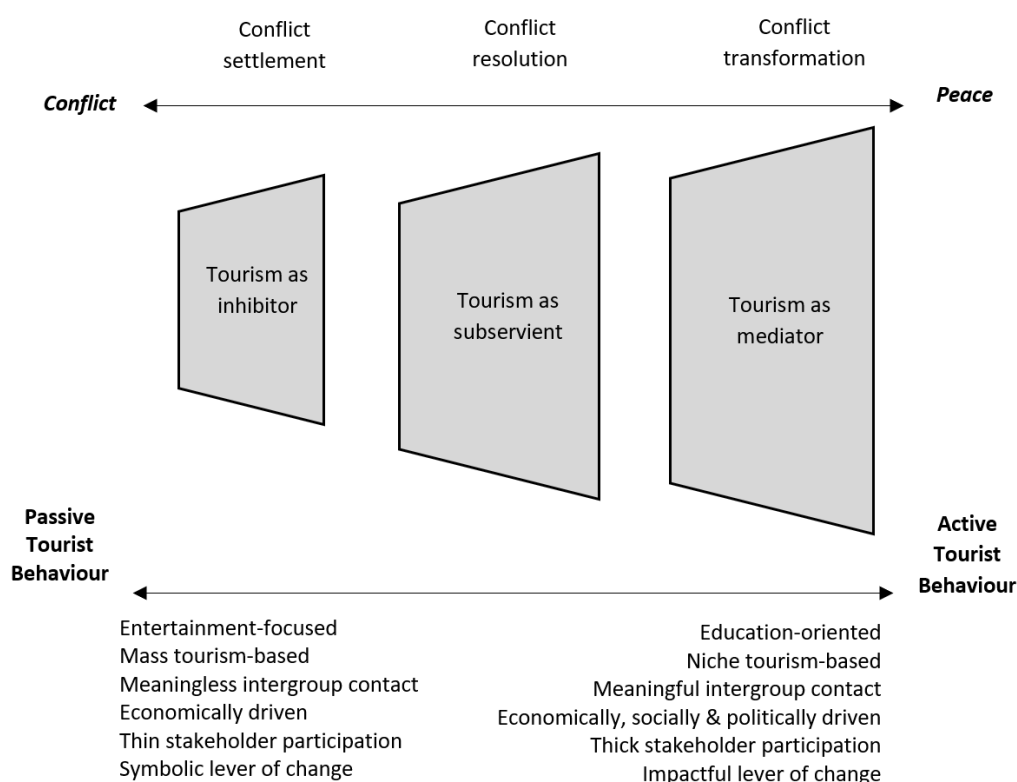 Conflict
settlement
Conflict
resolution
Conflict
transformation
Conflict
Peace
Tourism as
inhibitor
Tourism as
subservient
Tourism as
mediator
Passive
Tourist
Behaviour
Active
Tourist
Behaviour
Entertainment-focused
Mass tourism-based
Meaningless intergroup contact
Economically driven
Thin stakeholder participation
Symbolic lever of change
Education-oriented
Niche tourism-based
Meaningful intergroup contact
Economically, socially & politically driven
Thick stakeholder participation
Impactful lever of change